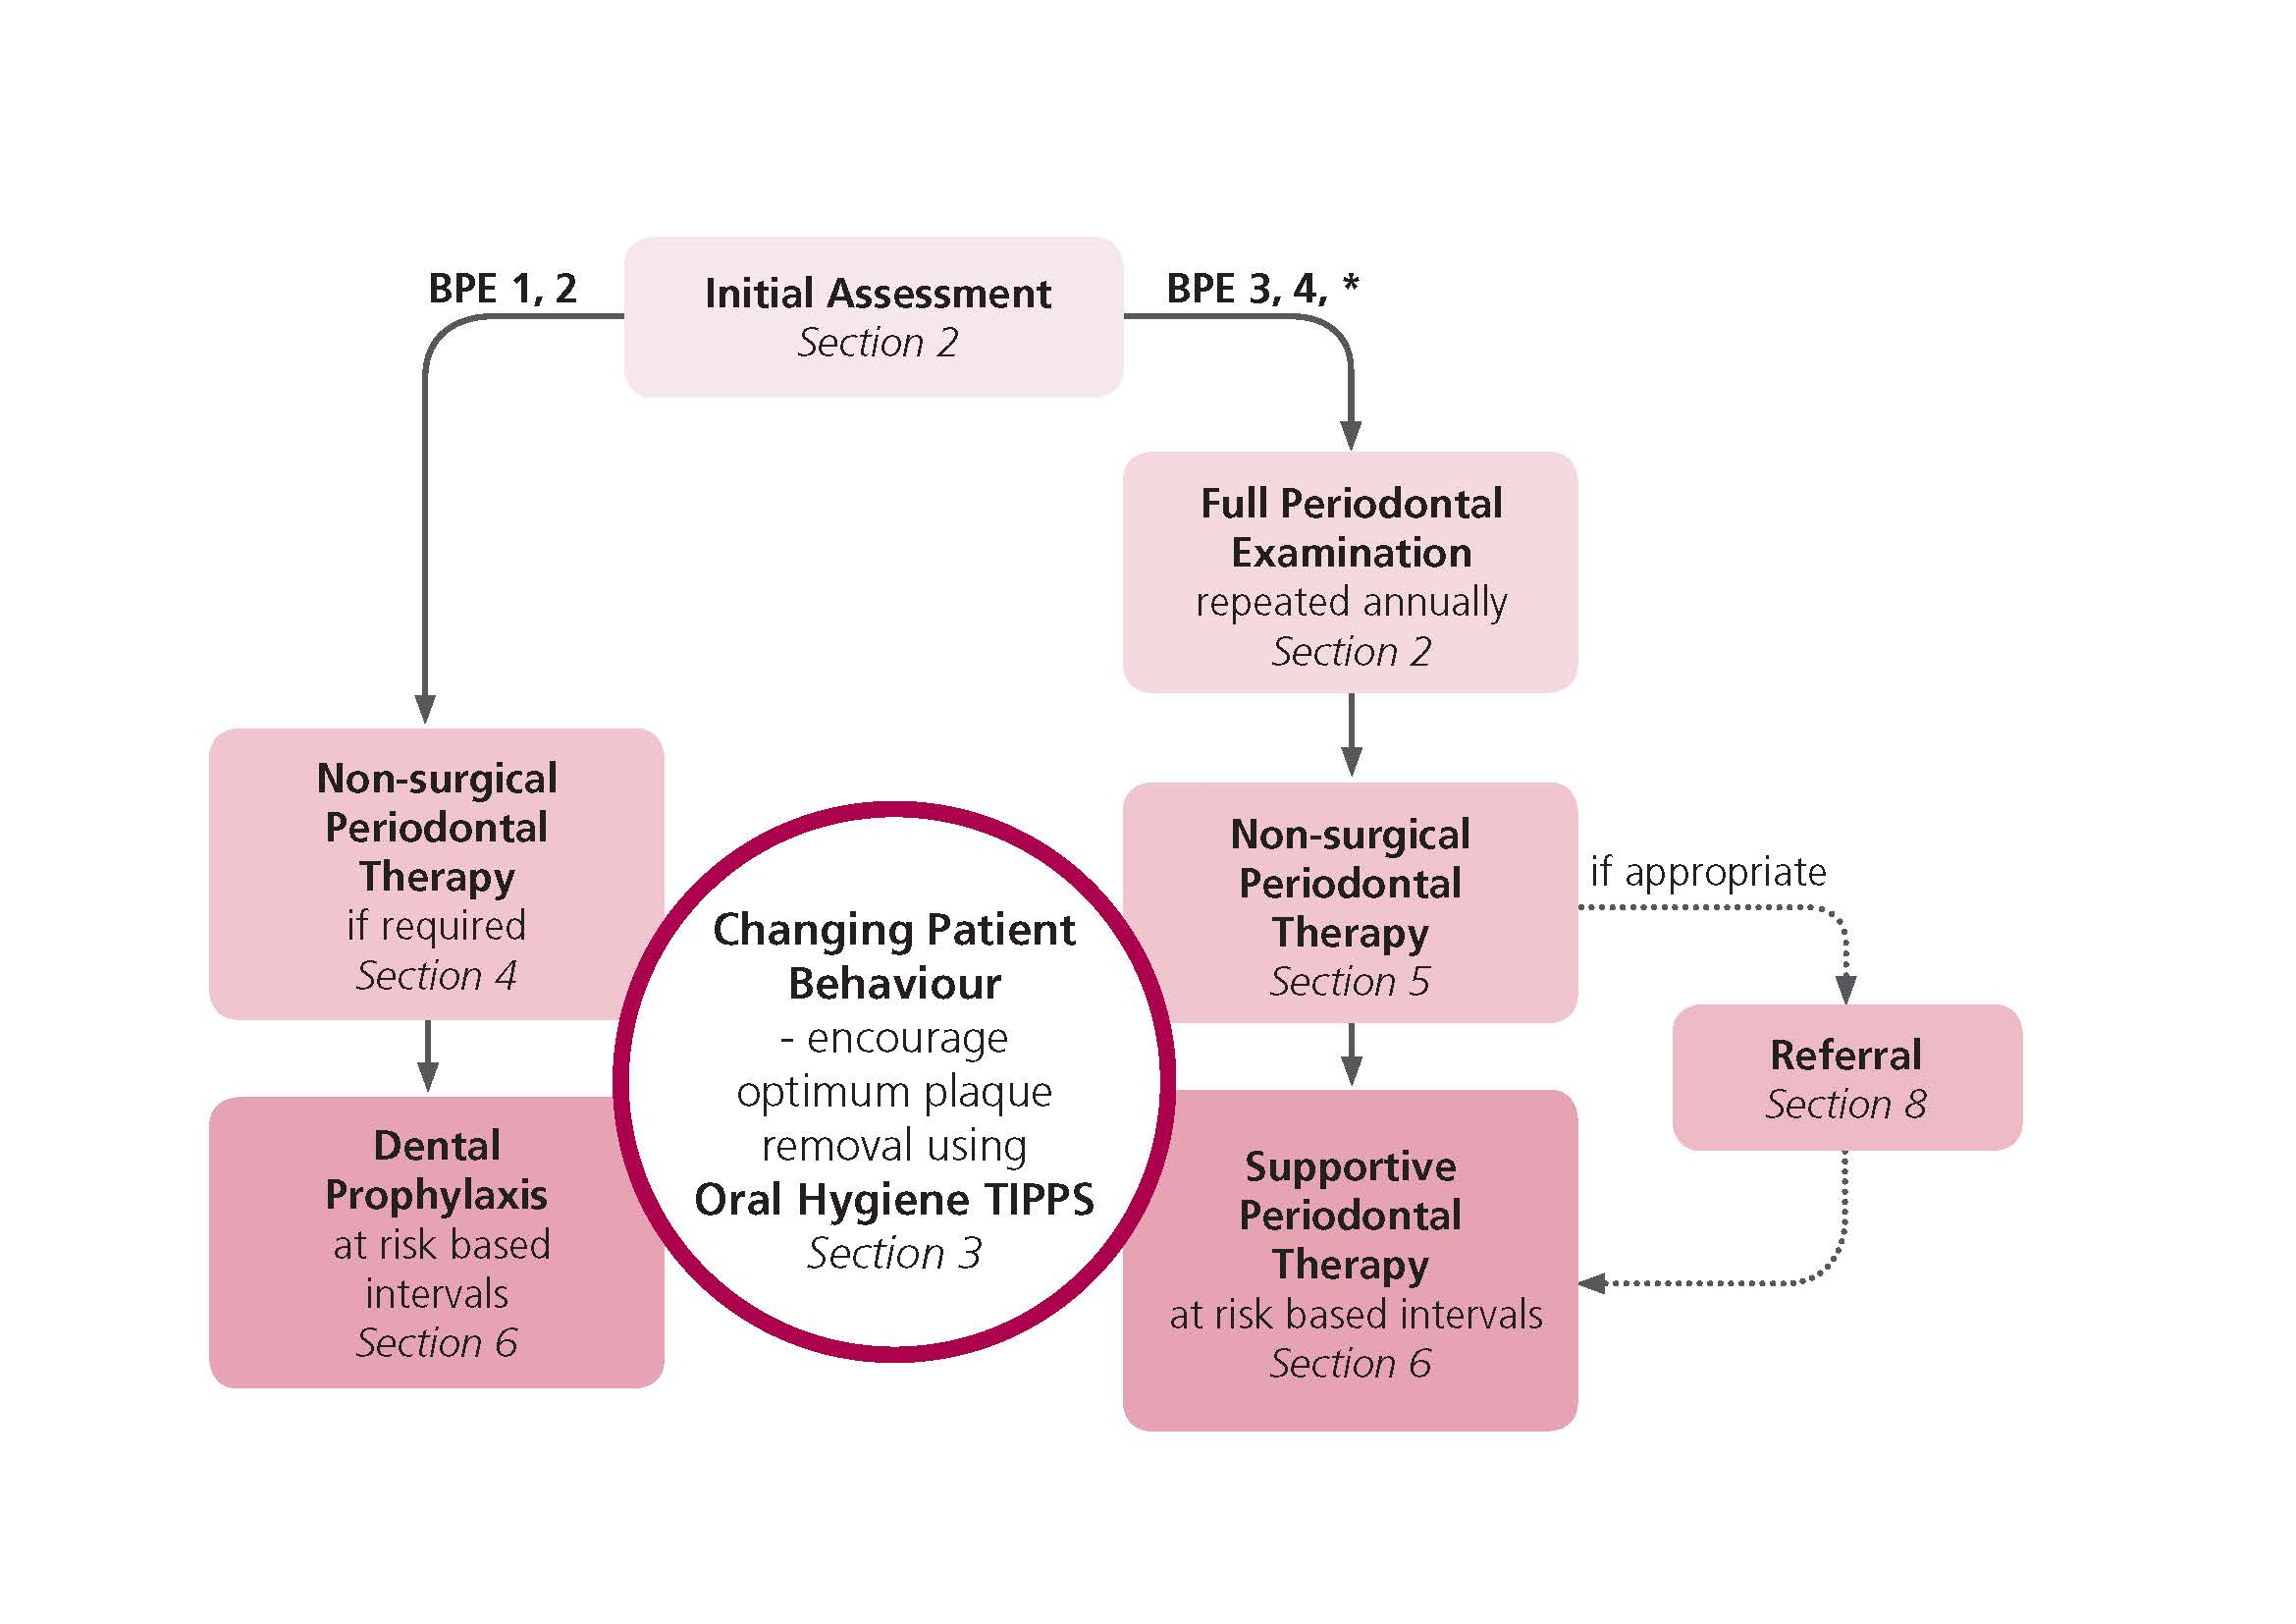 BPE 1, 2
Initial Assessment
Section 2
BPE 3, 4, *
Full Periodontal
Examination
repeated annually
Section 2
Non-surgical
Periodontal
Therapy
if required
Section 4
Dental
Prophylaxis
at risk based
intervals
Section 6
Changing Patient
Behaviour
- encourage
optimum plaque
removal using
Oral Hygiene TIPPS
Section 3
Non-surgical
Periodontal
Therapy
Section 5
if appropriate
Referral
Section 8
Supportive
Periodontal
Therapy
at risk based intervals
Section 6